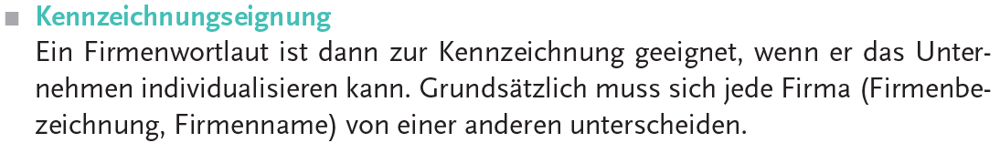 ■ Kennzeichnungseignung
Ein Firmenwortlaut ist dann zur Kennzeichnung geeignet, wenn er das Unter-
nehmen individualisieren kann. Grundsätzlich muss sich jede Firma (Firmenbe-
zeichnung, Firmenname) von einer anderen unterscheiden.